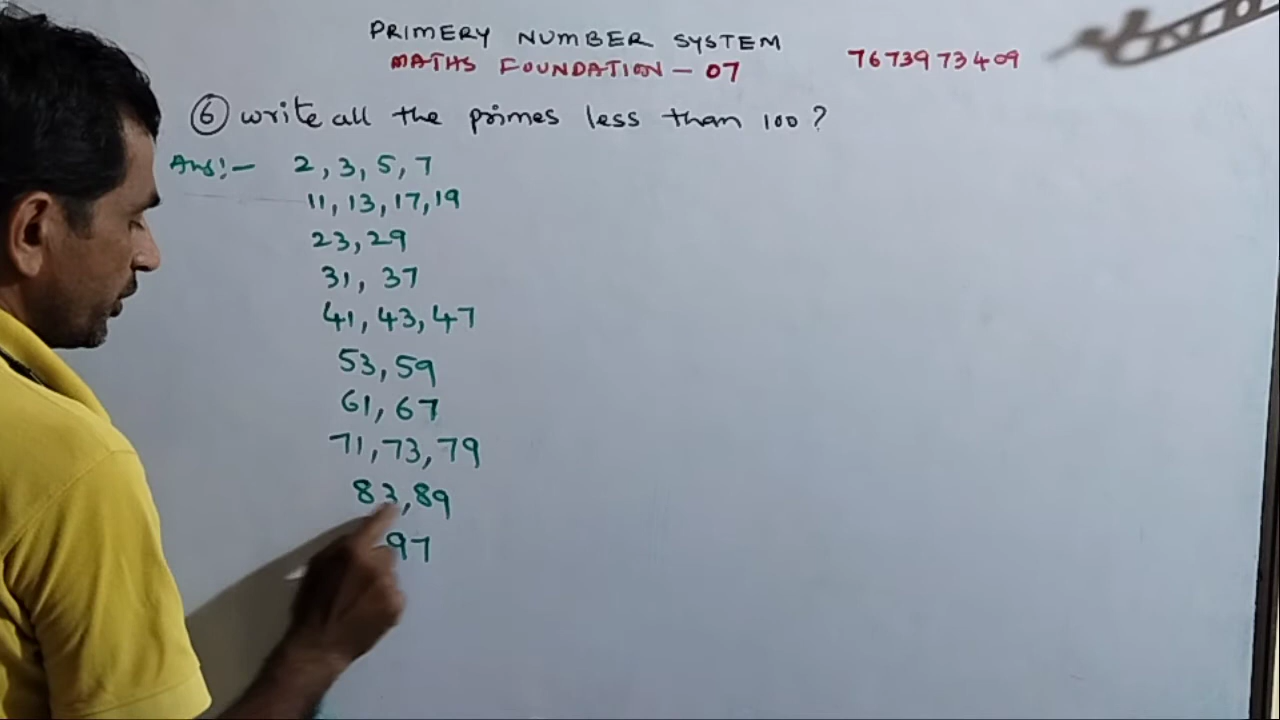 PRIMERY NUMBER SYSTEM
MATHS FOUNDATION - 07
7673973409
⑥ write all the primes less than 100 ?
Ans:- 2, 3, 5, 7
11, 13, 17, 19
23, 29
31, 37
41, 43, 47
53, 59
61, 67
71, 73, 79
83, 89
97